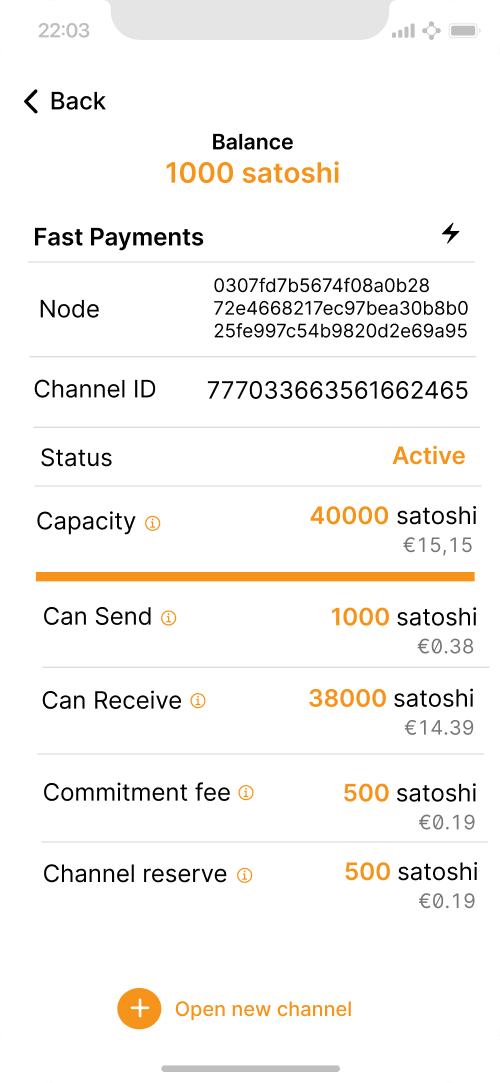 22:03
Back
Balance
1000 satoshi
Fast Payments
Node
0307fd7b5674f08a0b28
72e4668217ec97bea30b8b0
25fe997c54b9820d2e69a95
Channel ID 777033663561662465
Status Active
Capacity 40000 satoshi
€15,15
Can Send 1000 satoshi
€0.38
Can Receive 38000 satoshi
€14.39
Commitment fee 500 satoshi
€0.19
Channel reserve 500 satoshi
€0.19
Open new channel